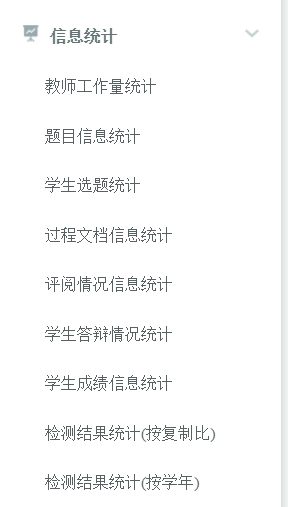 信息统计
教师工作量统计
题目信息统计
学生选题统计
过程文档信息统计
评阅情况信息统计
学生答辩情况统计
学生成绩信息统计
检测结果统计(按复制比)
检测结果统计(按学年)